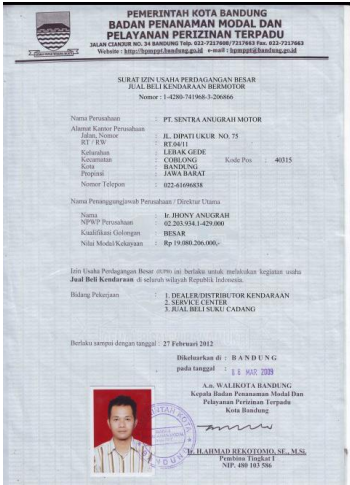 PEMERINTAH KOTA BANDUNG
BADAN PENANAMAN MODAL DAN
PELAYANAN PERIZINAN TERPADU
JALAN CIANJUR NO. 34 BANDUNG Telp. 022-7217608/7217663 Fax. 022-7217663
Website : http://bpmppt.bandung.go.id e-mail : bpmppt@bandung.go.id
SURAT IZIN USAHA PERDAGANGAN BESAR
JUAL BELI KENDARAAN BERMOTOR
Nomor : 1-4280-741968-3-206866
Nama Perusahaan : PT. SENTRA ANUGRAH MOTOR
Alamat Kantor Perusahaan
Jalan, Nomor : JL. DIPATI UKUR NO. 75
RT / RW : RT.04/11
Kelurahan : LEBAK GEDE
Kecamatan : COBLONG Kode Pos : 40315
Kota : BANDUNG
Propinsi : JAWA BARAT
Nomor Telepon : 022-61696838
Nama Penanggungjawab Perusahaan / Direktur Utama
Nama : Ir. JHONY ANUGRAH
NPWP Perusahaan : 02.203.934.1-429.000
Kualifikasi Golongan : BESAR
Nilai Modal Kekayaan : Rp 19.080.206.000,-
Izin Usaha Perdagangan Besar ini berlaku untuk melakukan kegiatan usaha
Jual Beli Kendaraan di seluruh wilayah Republik Indonesia.
Bidang Pekerjaan : 1. DEALER/DISTRIBUTOR KENDARAAN
2. SERVICE CENTER
3. JUAL BELI SUKU CADANG
Berlaku sampai dengan tanggal : 27 Februari 2012
Dikeluarkan di : B A N D U N G
pada tanggal : 06 MAR 2009
A.n. WALIKOTA BANDUNG
Kepala Badan Penanaman Modal Dan
Pelayanan Perizinan Terpadu
Kota Bandung
Ir. H.AHMAD REKOTOMO, SE., M.Si.
Pembina Tingkat I
NIP. 480 103 586